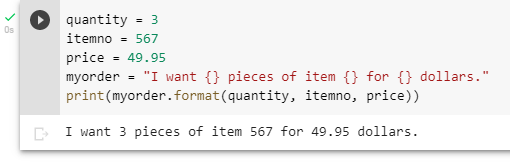 quantity = 3
0s
itemno = 567
price = 49.95
myorder = "I want {} pieces of item {} for {} dollars."
print(myorder.format(quantity, itemno, price))
I want 3 pieces of item 567 for 49.95 dollars.